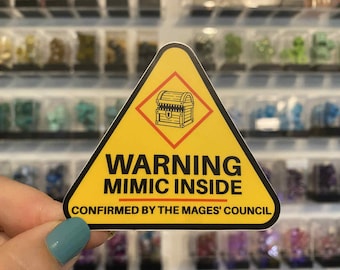 WARNING
MIMIC INSIDE
CONFIRMED BY THE MAGES' COUNCIL